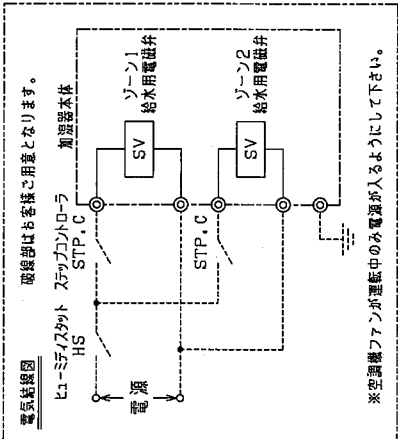 電気結線図
破線部はお客様ご用意となります。
ヒューミディスタット
HS
ステップコントローラ
STP.C
加湿器本体
ゾーン1
給水用電磁弁
SV
STP.C
ゾーン2
給水用電磁弁
SV
電源
※空調機ファンが運転中のみ電源が入るようにして下さい。